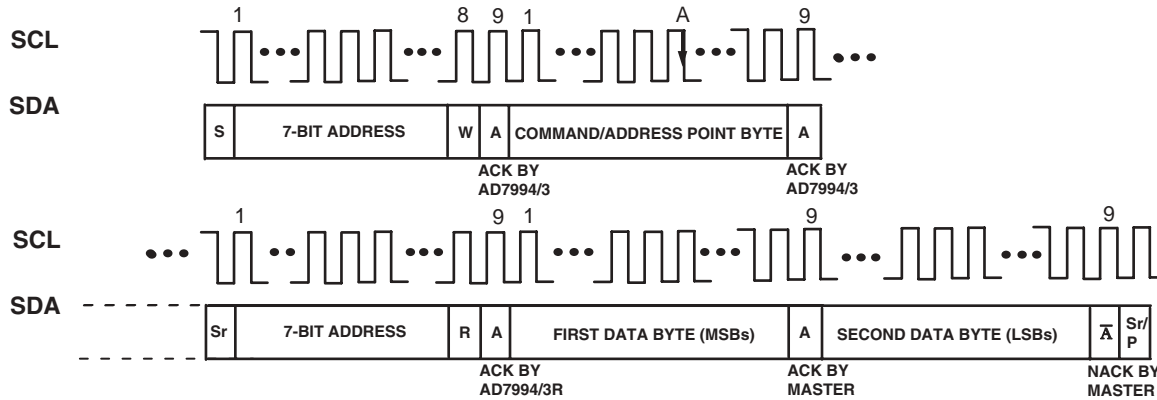 1 8 9 1 A 9
SCL
SDA
S 7-BIT ADDRESS W A COMMAND/ADDRESS POINT BYTE A
ACK BY ACK BY
AD7994/3 AD7994/3
1 9 1 9 9
SCL
SDA
Sr 7-BIT ADDRESS R A FIRST DATA BYTE (MSBs) A SECOND DATA BYTE (LSBs) A̅ Sr/
P
ACK BY ACK BY NACK BY
AD7994/3R MASTER MASTER